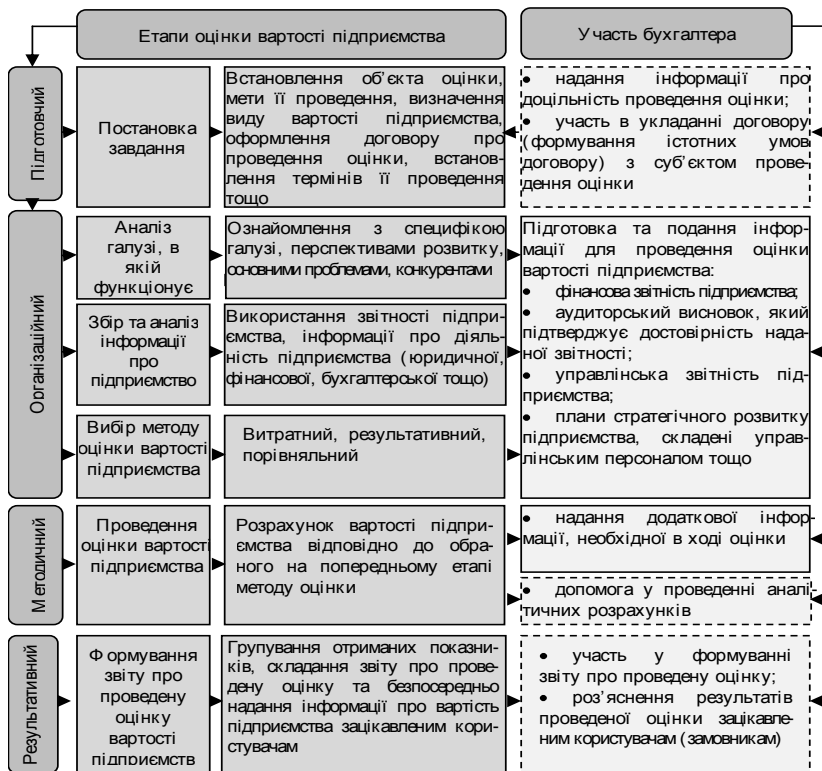 Етапи оцінки вартості підприємства
Участь бухгалтера
Підготовчий
Постановка
завдання
Встановлення об’єкта оцінки,
мети її проведення, визначення
виду вартості підприємства,
оформлення договору про
проведення оцінки, встанов-
лення термінів її проведення
тощо
• надання інформації про
доцільність проведення оцінки;
• участь в укладанні договору
(формування істотних умов
договору) з суб’єктом прове-
дення оцінки
Організаційний
Аналіз
галузі, в
якій
функціонує
Ознайомлення з специфікою
галузі, перспективами розвитку,
основними проблемами, конкурентами
Збір та аналіз
інформації
про
підприємство
Використання звітності підпри-
ємства, інформації про діяль-
ність підприємства (юридичної,
фінансової, бухгалтерської тощо)
Вибір методу
оцінки вартості
підприємства
Витратний, результативний,
порівняльний
Підготовка та подання інфор-
мації для проведення оцінки
вартості підприємства:
• фінансова звітність підприємства;
• аудиторський висновок, який
підтверджує достовірність нада-
ної звітності;
• управлінська звітність під-
приємства;
• плани стратегічного розвитку
підприємства, складені управ-
лінським персоналом тощо
Методичний
Проведення
оцінки вартості
підприємства
Розрахунок вартості підпри-
ємства відповідно до обра-
ного на попередньому етапі
методу оцінки
• надання додаткової інфор-
мації, необхідної в ході оцінки
• допомога у проведенні аналі-
тичних розрахунків
Результативний
Формування
звіту про
проведену
оцінку
вартості
підприємств
Групування отриманих показни-
ків, складання звіту про прове-
дену оцінку та безпосередньо
надання інформації про вартість
підприємства зацікавленим кори-
стувачам
• участь у формуванні
звіту про проведену оцінку;
• роз’яснення результатів
проведеної оцінки зацікавле-
ним користувачам (замовникам)